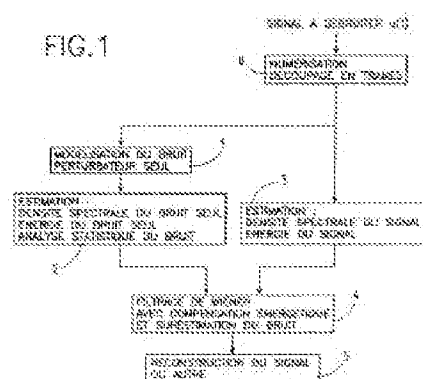 FIG.1
SIGNAL A DEBRUITER u(t)
NUMERISATION
DECOUPAGE EN TRAMES
MODELISATION DU BRUIT
PERTURBATEUR SEUL
ESTIMATION :
DENSITE SPECTRALE DU BRUIT SEUL
ENERGIE DU BRUIT SEUL
ANALYSE STATISTIQUE DU BRUIT
2
3
ESTIMATION :
DENSITE SPECTRALE DU SIGNAL
ENERGIE DU SIGNAL
FILTRAGE DE WIENER
AVEC COMPENSATION ENERGETIQUE
ET SURESTIMATION DU BRUIT
4
RECONSTRUCTION DU SIGNAL
OU AUTRE
5